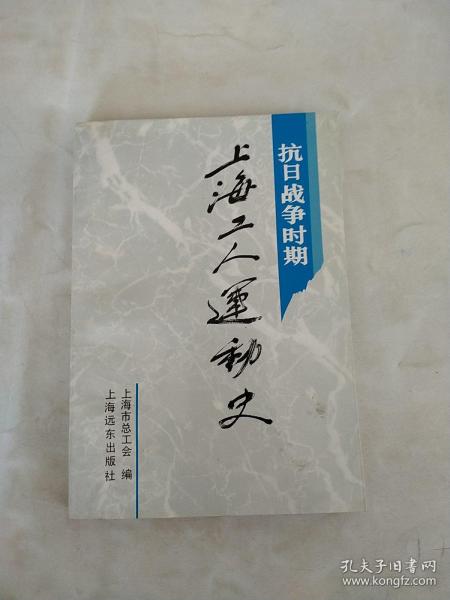 抗日战争时期
上海工人運動史
上海市总工会 编
上海远东出版社
孔夫子旧书网
www.kongfz.com